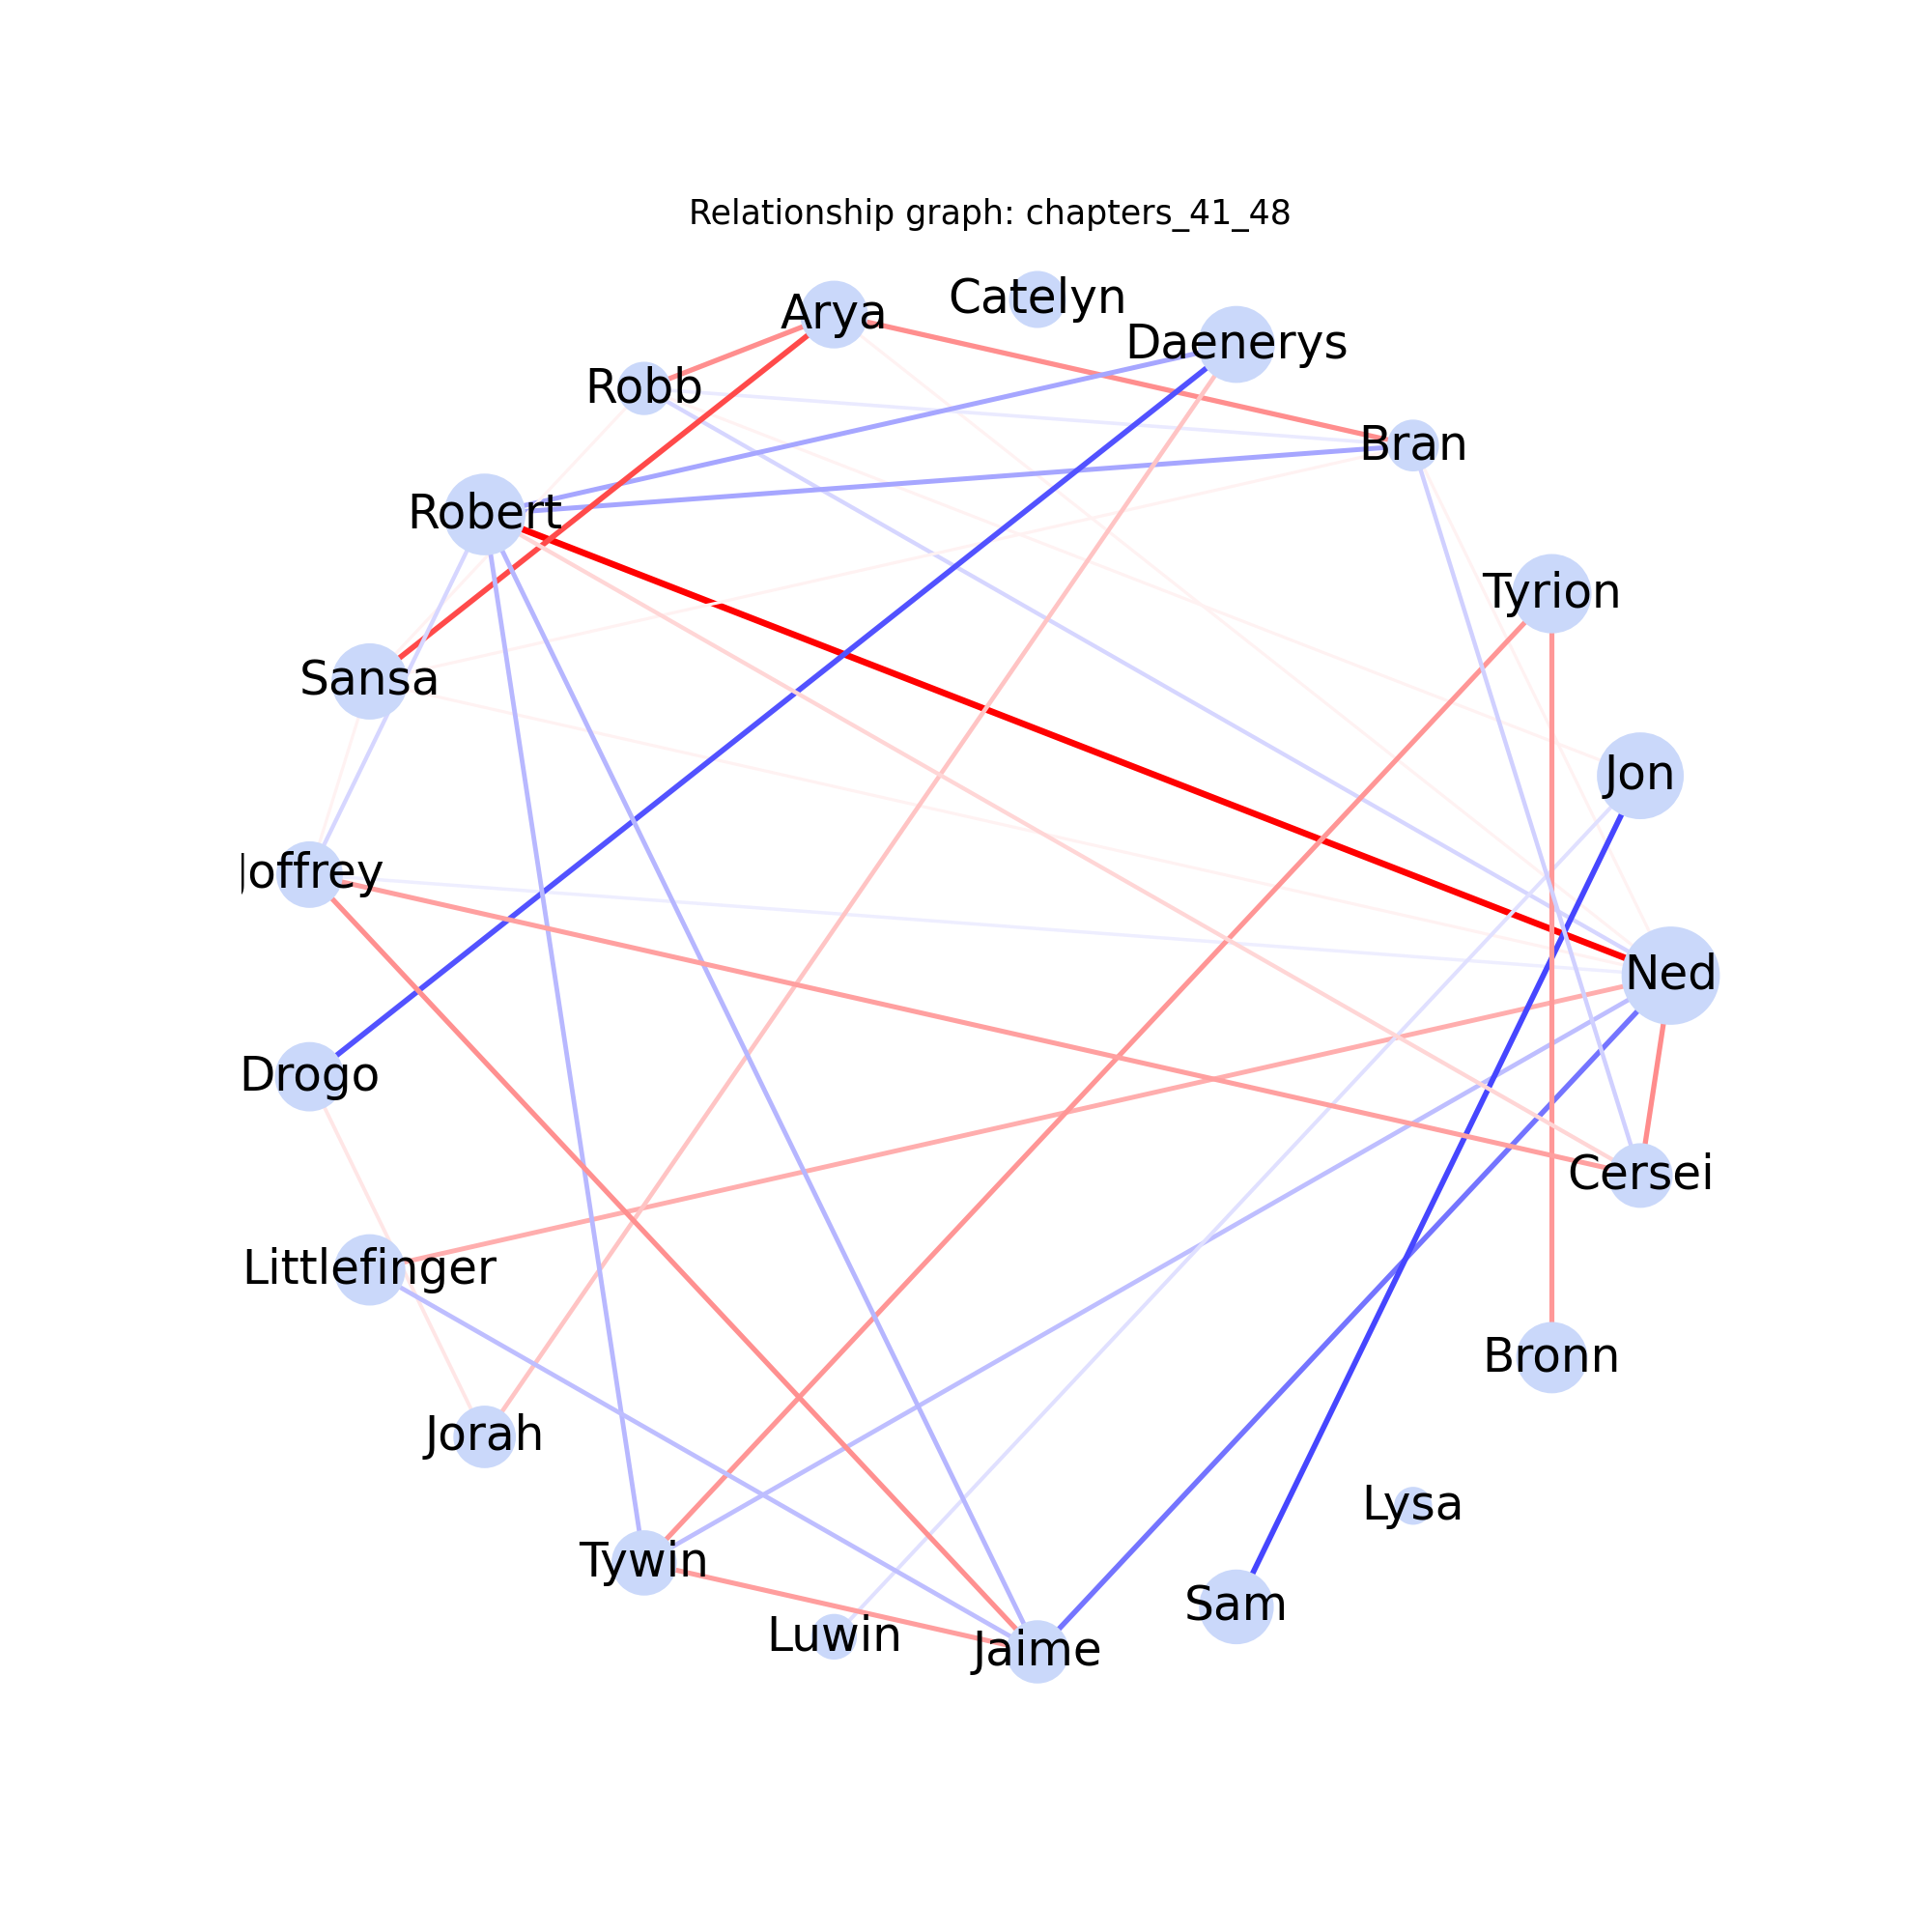 Relationship graph: chapters_41_48
Catelyn
Arya
Daenerys
Robb
Bran
Robert
Tyrion
Sansa
Jon
Joffrey
Ned
Drogo
Cersei
Littlefinger
Bronn
Jorah
Lysa
Tywin
Sam
Luwin
Jaime